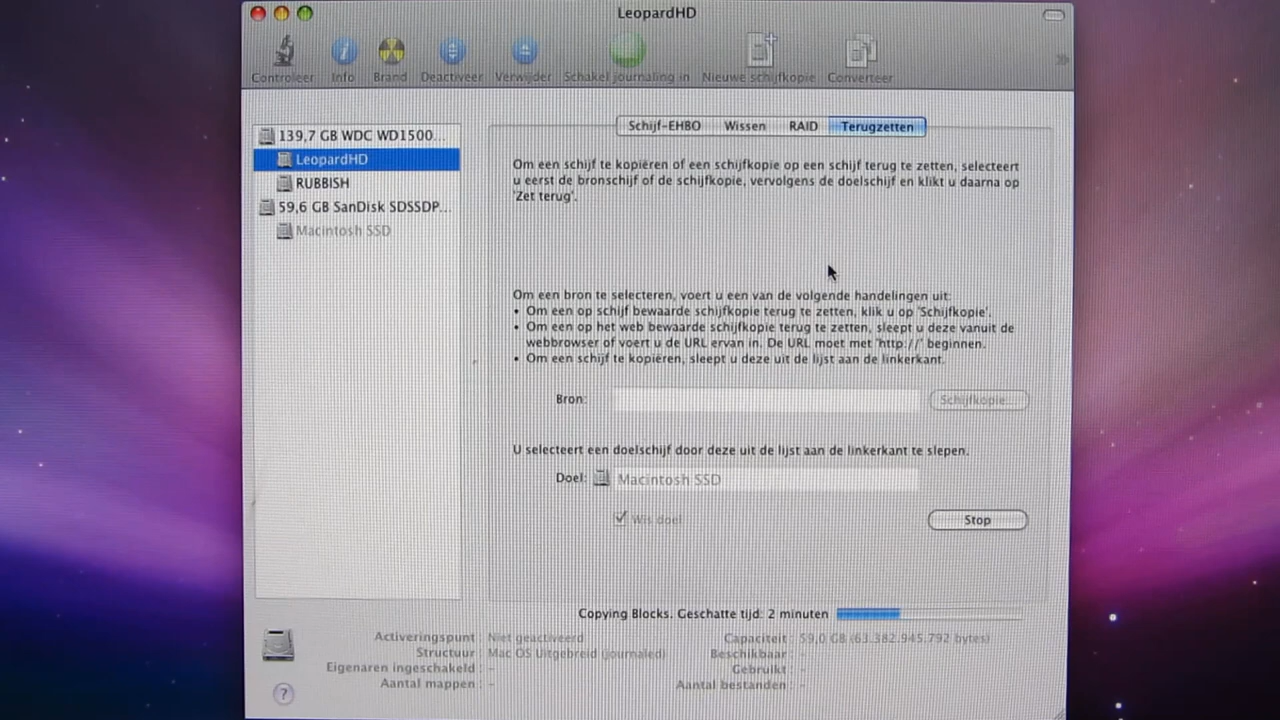 LeopardHD
Controleer Info Brand Deactiveer Verwijder Schakel journaling in Nieuwe schijfkopie Converteer
139,7 GB WDC WD1500...
LeopardHD
RUBBISH
59,6 GB SanDisk SDSSDP...
Macintosh SSD
Schijf-EHBO Wissen RAID Terugzetten
Om een schijf te kopiëren of een schijfkopie op een schijf terug te zetten, selecteert
u eerst de bronschijf of de schijfkopie, vervolgens de doelschijf en klikt u daarna op
'Zet terug'.
Om een bron te selecteren, voert u een van de volgende handelingen uit:
• Om een op schijf bewaarde schijfkopie terug te zetten, klik u op 'Schijfkopie'.
• Om een op het web bewaarde schijfkopie terug te zetten, sleept u deze vanuit de
webbrowser of voert u de URL ervan in. De URL moet met 'http://' beginnen.
• Om een schijf te kopiëren, sleept u deze uit de lijst aan de linkerkant.
Bron: Schijfkopie...
U selecteert een doelschijf door deze uit de lijst aan de linkerkant te slepen.
Doel: Macintosh SSD
Wis doel
Stop
Copying Blocks. Geschatte tijd: 2 minuten
Activeringspunt : Niet geactiveerd
Structuur : Mac OS Uitgebreid (journaled)
Eigenaren ingeschakeld : -
Aantal mappen : -
Capaciteit : 59,0 GB (63.382.945.792 bytes)
Beschikbaar : -
Gebruikt : -
Aantal bestanden : -
?